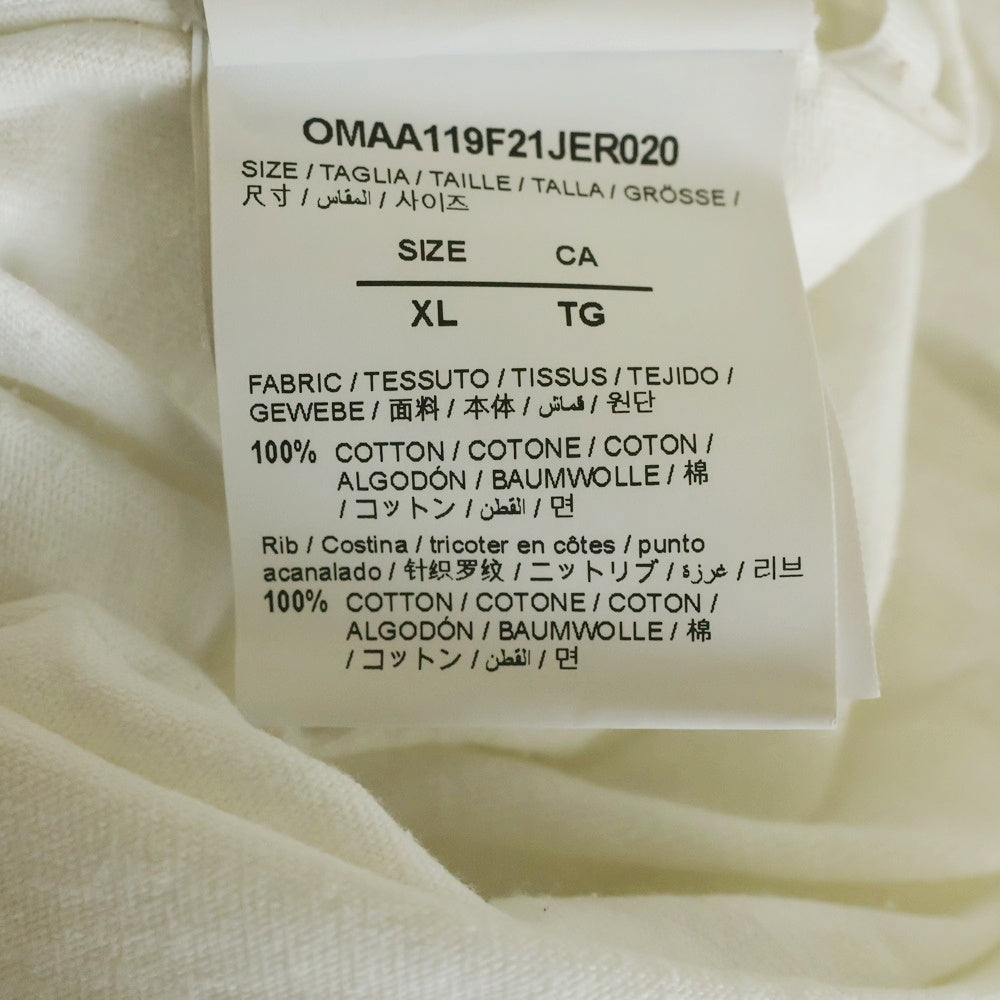 OMAA119F21JER020
SIZE / TAGLIA / TAILLE / TALLA / GRÖSSE /
尺寸 / المقاس / 사이즈
SIZE CA
XL TG
FABRIC / TESSUTO / TISSUS / TEJIDO /
GEWEBE / 面料 / 本体 / قماش / 원단
100% COTTON / COTONE / COTON /
ALGODÓN / BAUMWOLLE / 棉
/ コットン / القطن / 면
Rib / Costina / tricoter en côtes / punto
acanalado / 针织罗纹 / ニットリブ / غرزة / 리브
100% COTTON / COTONE / COTON /
ALGODÓN / BAUMWOLLE / 棉
/ コットン / القطن / 면